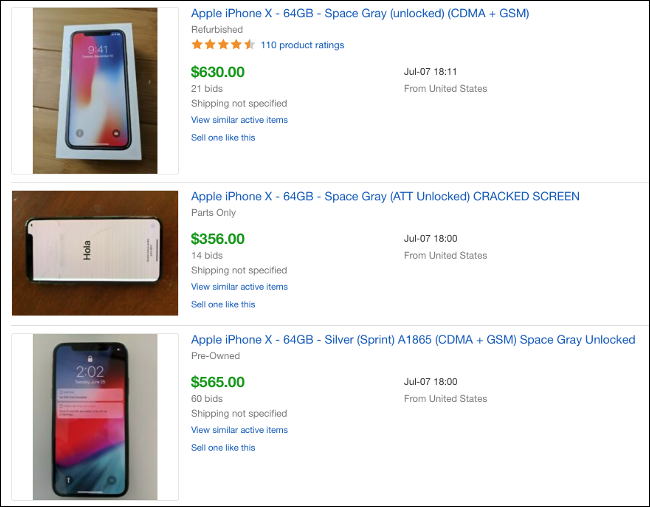 Apple iPhone X - 64GB - Space Gray (unlocked) (CDMA + GSM)
Refurbished
110 product ratings
$630.00
Jul-07 18:11
21 bids
From United States
Shipping not specified
View similar active items
Sell one like this
Apple iPhone X - 64GB - Space Gray (ATT Unlocked) CRACKED SCREEN
Parts Only
Hola
$356.00
Jul-07 18:00
14 bids
From United States
Shipping not specified
View similar active items
Sell one like this
Apple iPhone X - 64GB - Silver (Sprint) A1865 (CDMA + GSM) Space Gray Unlocked
Pre-Owned
2:02
$565.00
Jul-07 18:00
60 bids
From United States
Shipping not specified
View similar active items
Sell one like this